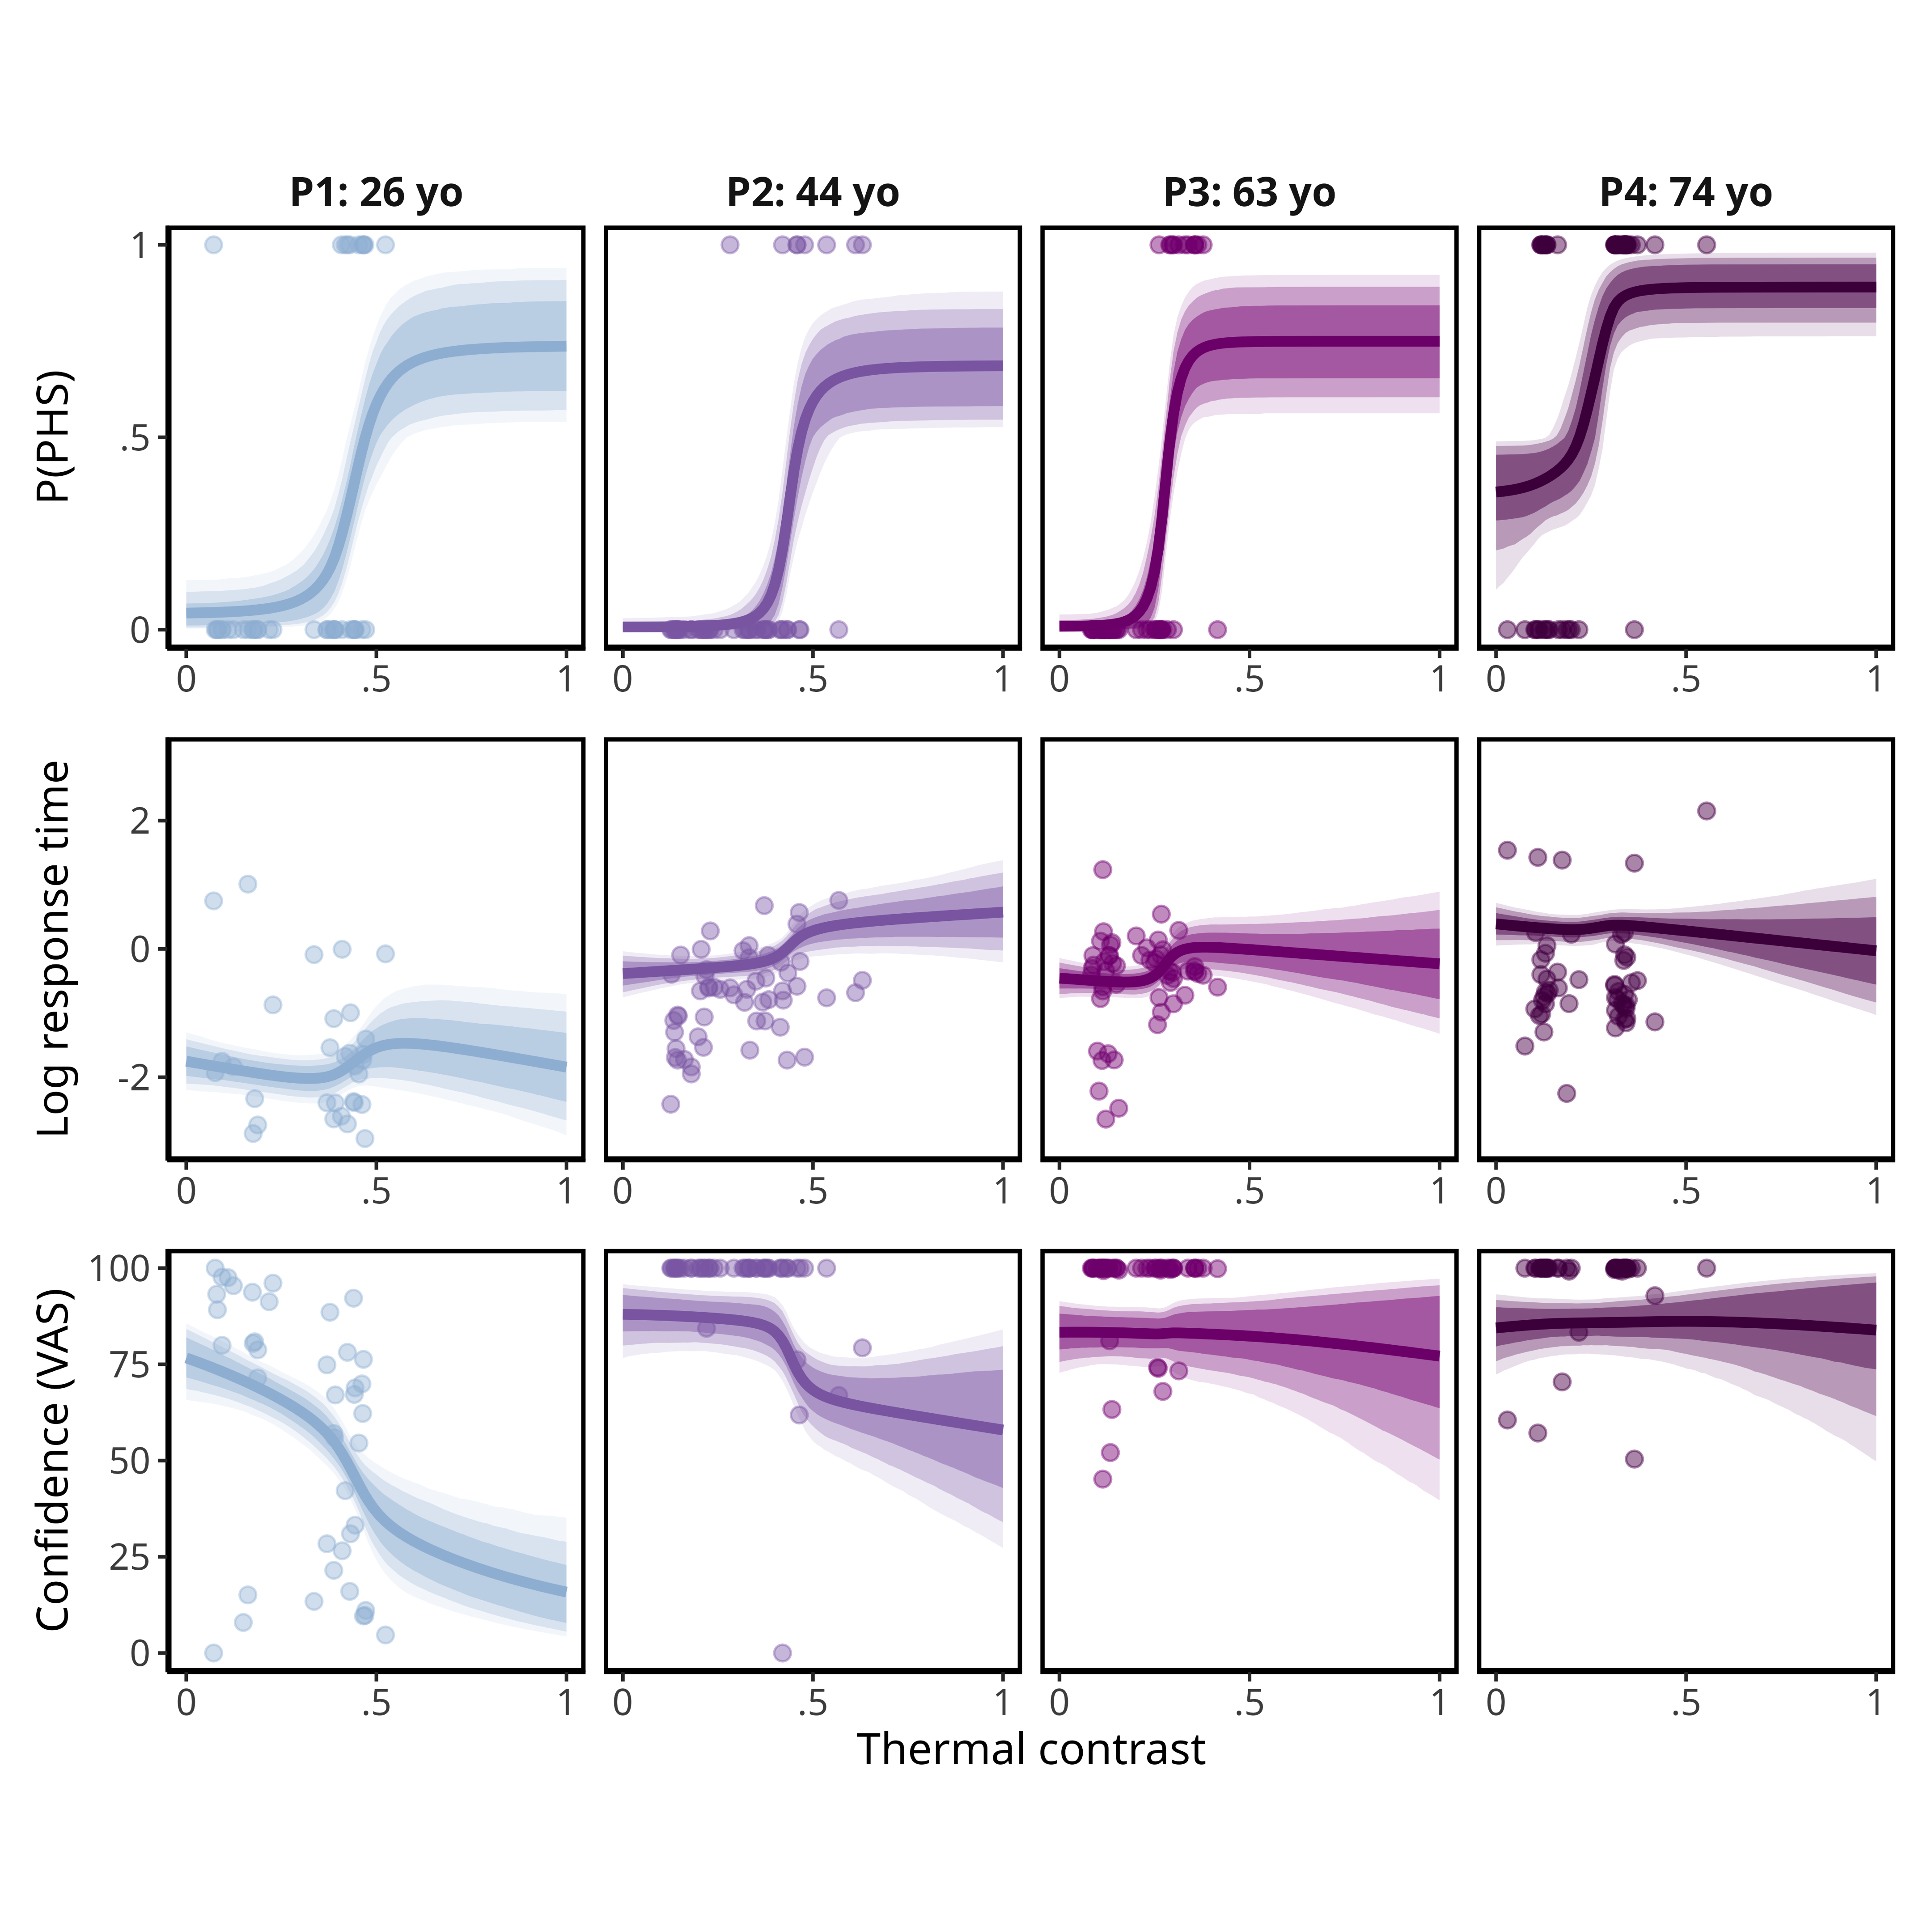 P1: 26 yo P2: 44 yo P3: 63 yo P4: 74 yo
P(PHS)
1
.5
0
0 .5 1 0 .5 1 0 .5 1 0 .5 1
Log response time
2
0
-2
0 .5 1 0 .5 1 0 .5 1 0 .5 1
Confidence (VAS)
100
75
50
25
0
0 .5 1 0 .5 1 0 .5 1 0 .5 1
Thermal contrast